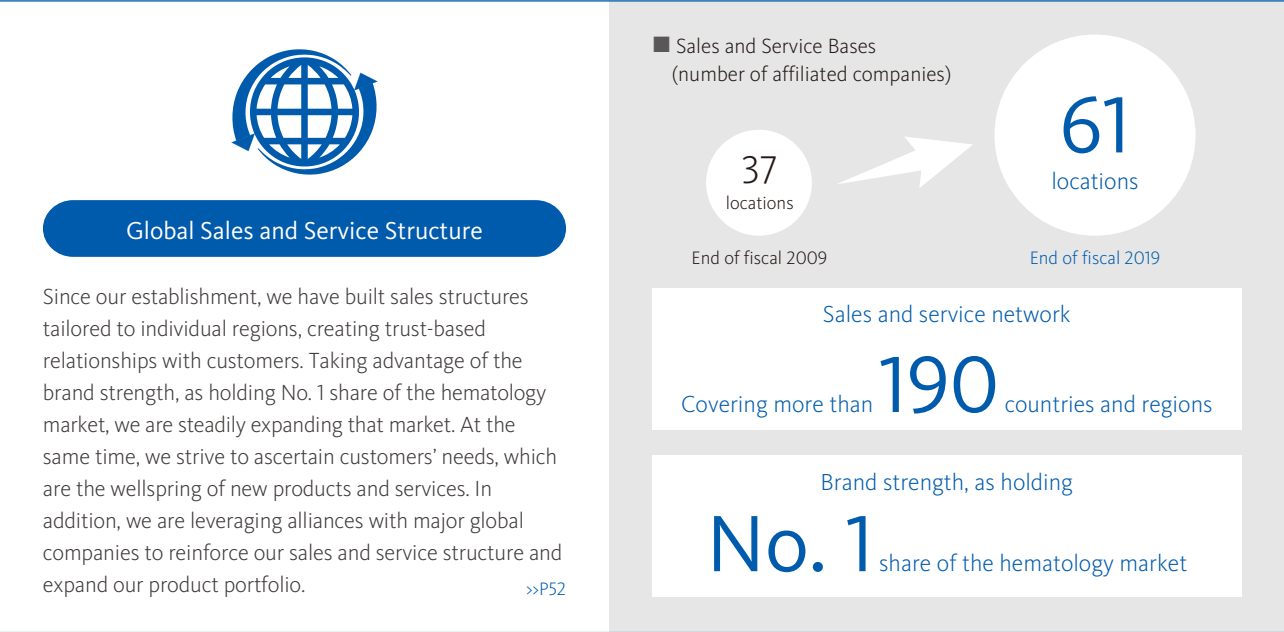 Global Sales and Service Structure
Since our establishment, we have built sales structures
tailored to individual regions, creating trust-based
relationships with customers. Taking advantage of the
brand strength, as holding No. 1 share of the hematology
market, we are steadily expanding that market. At the
same time, we strive to ascertain customers’ needs, which
are the wellspring of new products and services. In
addition, we are leveraging alliances with major global
companies to reinforce our sales and service structure and
expand our product portfolio.
>>P52
■ Sales and Service Bases
(number of affiliated companies)
37
locations
End of fiscal 2009
61
locations
End of fiscal 2019
Sales and service network
Covering more than 190 countries and regions
Brand strength, as holding
No. 1 share of the hematology market